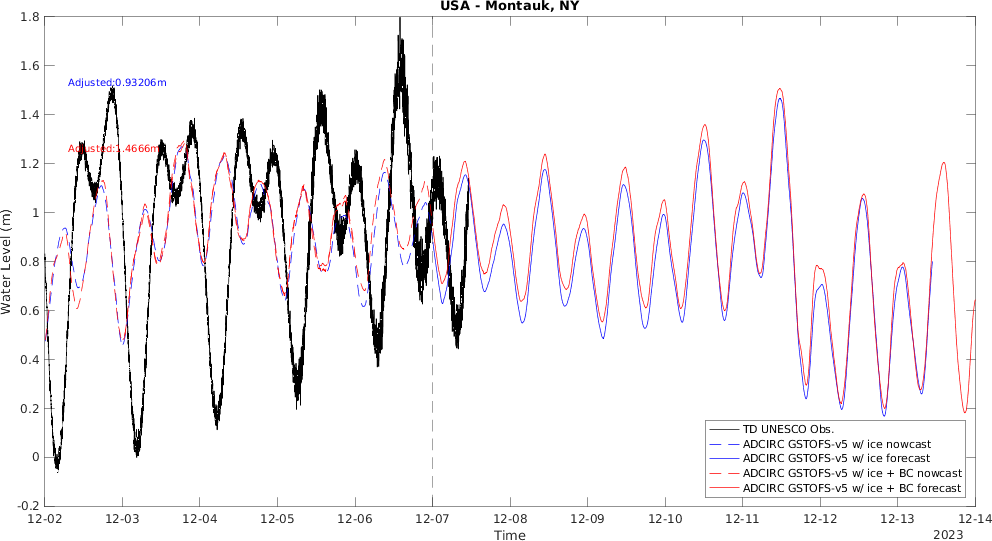 USA - Montauk, NY
1.8
1.6
1.4
1.2
1
0.8
0.6
0.4
0.2
0
-0.2
Water Level (m)
Adjusted:0.93206m
Adjusted:1.4666m
TD UNESCO Obs.
ADCIRC GSTOFS-v5 w/ ice nowcast
ADCIRC GSTOFS-v5 w/ ice forecast
ADCIRC GSTOFS-v5 w/ ice + BC nowcast
ADCIRC GSTOFS-v5 w/ ice + BC forecast
12-02 12-03 12-04 12-05 12-06 12-07 12-08 12-09 12-10 12-11 12-12 12-13 12-14
Time
2023